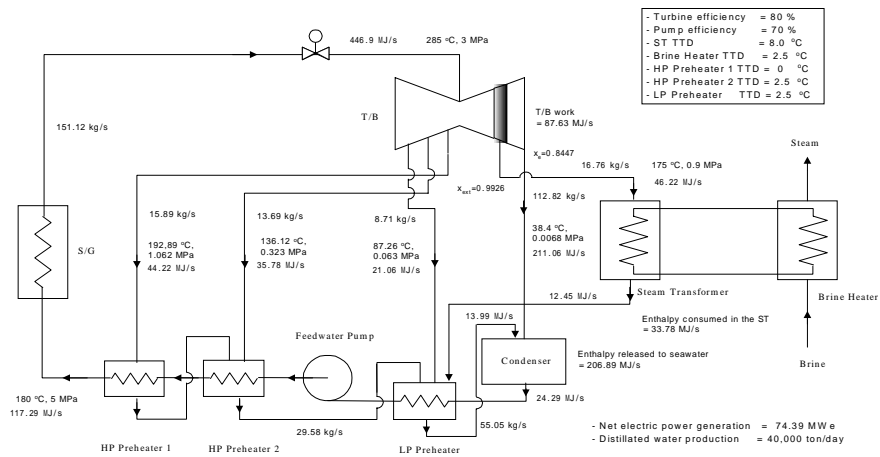 - Turbine efficiency = 80 %
- Pump efficiency = 70 %
- ST TTD = 8.0 °C
- Brine Heater TTD = 2.5 °C
- HP Preheater 1 TTD = 0 °C
- HP Preheater 2 TTD = 2.5 °C
- LP Preheater TTD = 2.5 °C
446.9 MJ/s
285 °C, 3 MPa
T/B
T/B work
= 87.63 MJ/s
151.12 kg/s
Steam
xe=0.8447
16.76 kg/s
175 °C, 0.9 MPa
46.22 MJ/s
xext=0.9926
112.82 kg/s
15.89 kg/s
13.69 kg/s
8.71 kg/s
38.4 °C,
0.0068 MPa
211.06 MJ/s
S/G
192,89 °C,
1.062 MPa
44.22 MJ/s
136.12 °C,
0.323 MPa
35.78 MJ/s
87.26 °C,
0.063 MPa
21.06 MJ/s
Steam Transformer
Brine Heater
12.45 MJ/s
13.99 MJ/s
Enthalpy consumed in the ST
= 33.78 MJ/s
Feedwater Pump
Condenser
Enthalpy released to seawater
= 206.89 MJ/s
Brine
180 °C, 5 MPa
117.29 MJ/s
24.29 MJ/s
29.58 kg/s
55.05 kg/s
HP Preheater 1
HP Preheater 2
LP Preheater
- Net electric power generation = 74.39 MWe
- Distillated water production = 40,000 ton/day